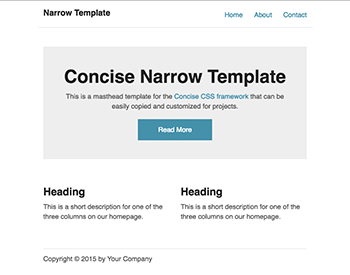 Narrow Template
Home About Contact
Concise Narrow Template
This is a masthead template for the Concise CSS framework that can be
easily copied and customized for projects.
Read More
Heading
This is a short description for one of
the three columns on our homepage.
Heading
This is a short description for one of
the three columns on our homepage.
Copyright © 2015 by Your Company